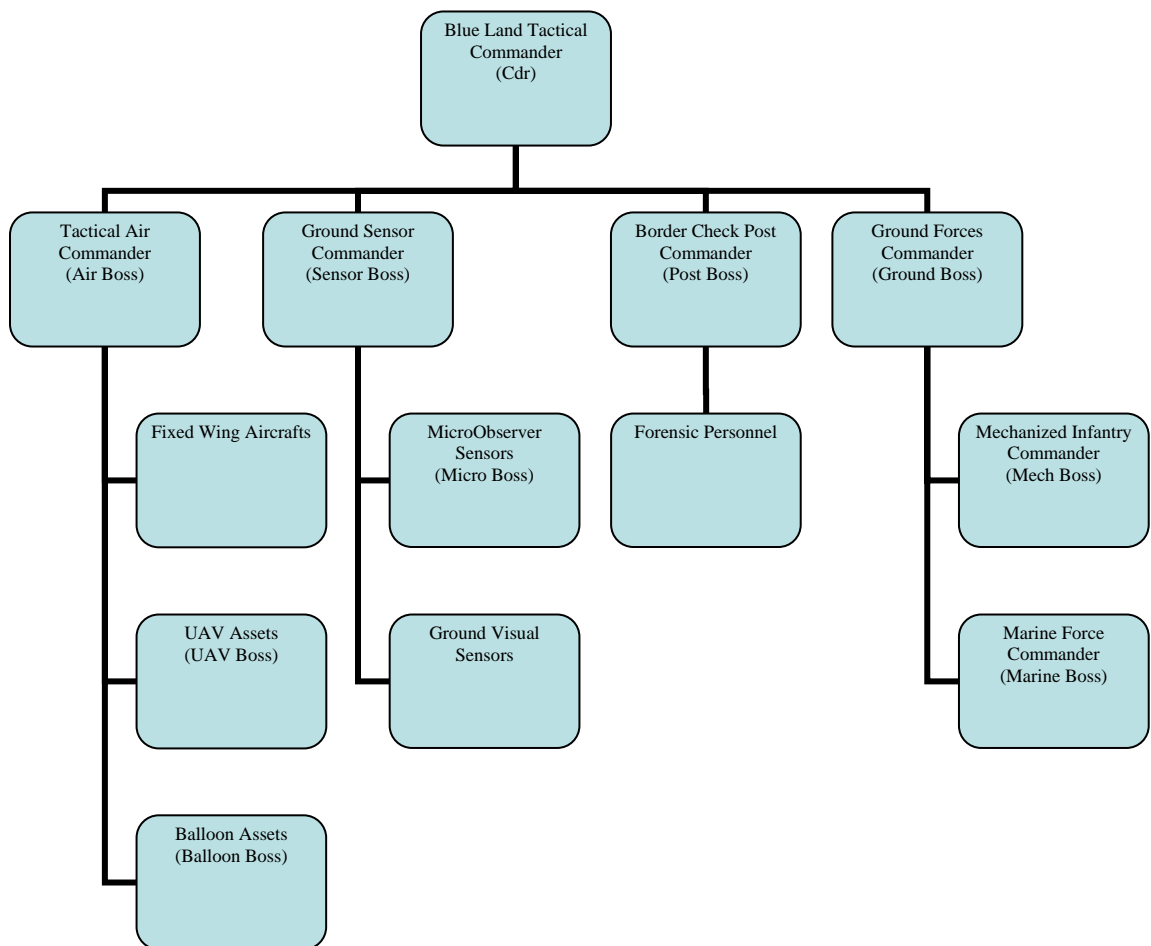 Blue Land Tactical
Commander
(Cdr)
Tactical Air
Commander
(Air Boss)
Ground Sensor
Commander
(Sensor Boss)
Border Check Post
Commander
(Post Boss)
Ground Forces
Commander
(Ground Boss)
Fixed Wing Aircrafts
MicroObserver
Sensors
(Micro Boss)
Forensic Personnel
Mechanized Infantry
Commander
(Mech Boss)
UAV Assets
(UAV Boss)
Ground Visual
Sensors
Marine Force
Commander
(Marine Boss)
Balloon Assets
(Balloon Boss)